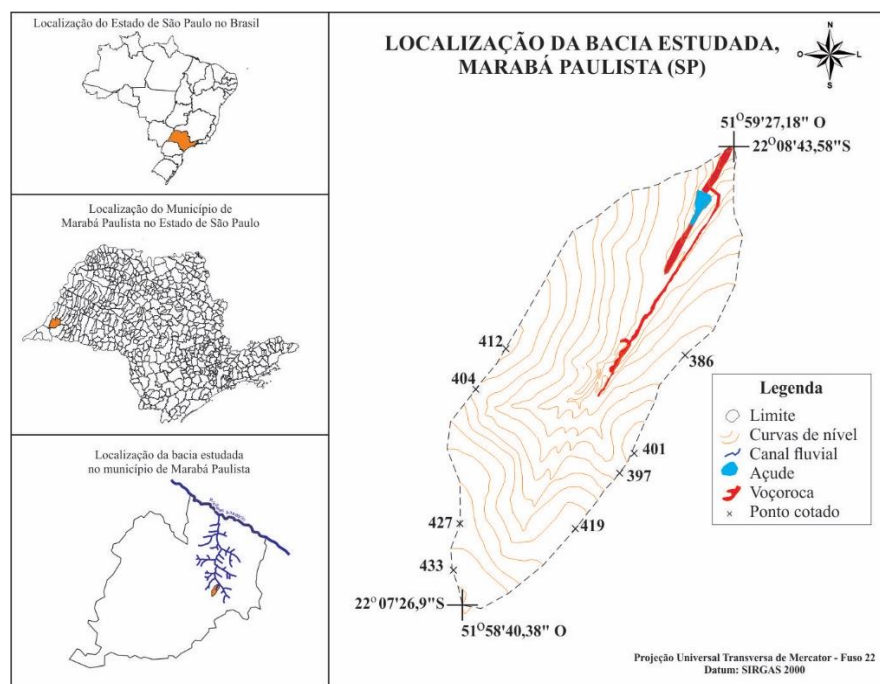 Localização do Estado de São Paulo no Brasil
Localização do Município de
Marabá Paulista no Estado de São Paulo
Localização da bacia estudada
no município de Marabá Paulista
LOCALIZAÇÃO DA BACIA ESTUDADA,
MARABÁ PAULISTA (SP)
N
O
L
S
51°59'27,18" O
22°08'43,58"S
412
404
386
401
397
427
419
433
22°07'26,9"S
51°58'40,38" O
Legenda
Limite
Curvas de nível
Canal fluvial
Açude
Voçoroca
Ponto cotado
Projeção Universal Transversa de Mercator - Fuso 22
Datum: SIRGAS 2000